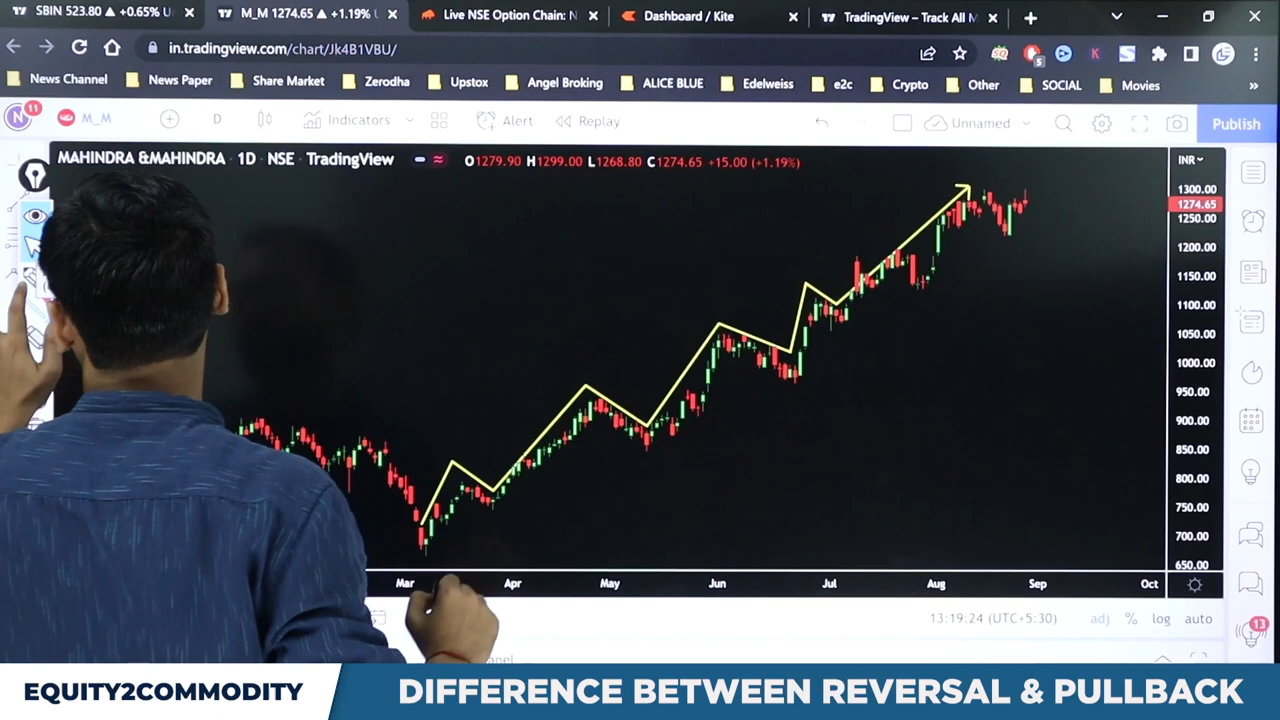 SBIN 523.80 ▲ +0.65% U
M_M 1274.65 ▲ +1.19% U
Live NSE Option Chain: N
Dashboard / Kite
TradingView – Track All M
in.tradingview.com/chart/Jk4B1VBU/
News Channel
News Paper
Share Market
Zerodha
Upstox
Angel Broking
ALICE BLUE
Edelweiss
e2c
Crypto
Other
SOCIAL
Movies
N
11
M_M
D
Indicators
Alert
Replay
Unnamed
Publish
MAHINDRA &MAHINDRA · 1D · NSE · TradingView
O1279.90 H1299.00 L1268.80 C1274.65 +15.00 (+1.19%)
INR
1300.00
1274.65
1250.00
1200.00
1150.00
1100.00
1050.00
1000.00
950.00
900.00
850.00
800.00
750.00
700.00
650.00
Mar
Apr
May
Jun
Jul
Aug
Sep
Oct
13:19:24 (UTC+5:30)
adj
%
log
auto
13
EQUITY2COMMODITY
DIFFERENCE BETWEEN REVERSAL & PULLBACK